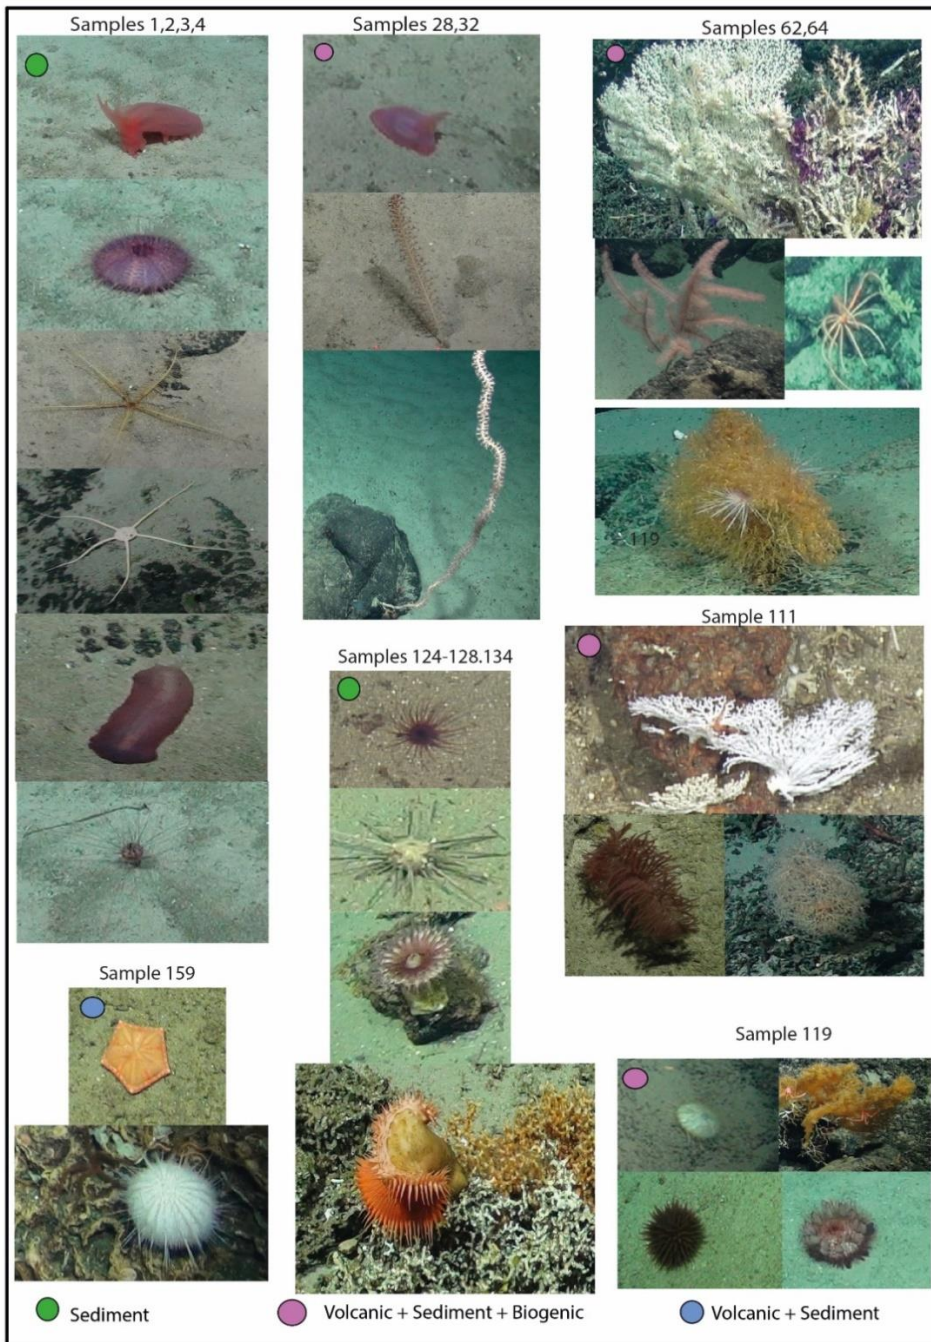 Samples 1,2,3,4
Samples 28,32
Samples 62,64
119
Sample 111
Samples 124-128.134
Sample 159
Sample 119
Sediment
Volcanic + Sediment + Biogenic
Volcanic + Sediment